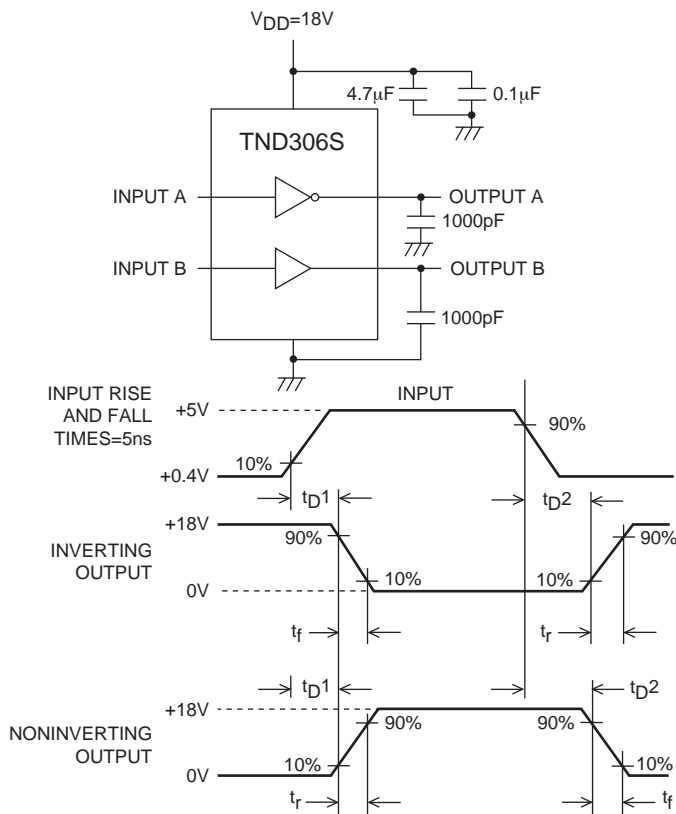 VDD=18V
4.7μF
0.1μF
TND306S
INPUT A
OUTPUT A
1000pF
INPUT B
OUTPUT B
1000pF
INPUT RISE
AND FALL
TIMES=5ns
INPUT
+5V
90%
10%
+0.4V
tD1
tD2
INVERTING
OUTPUT
+18V
90%
90%
10%
10%
0V
tf
tr
tD1
tD2
NONINVERTING
OUTPUT
+18V
90%
90%
10%
10%
0V
tr
tf